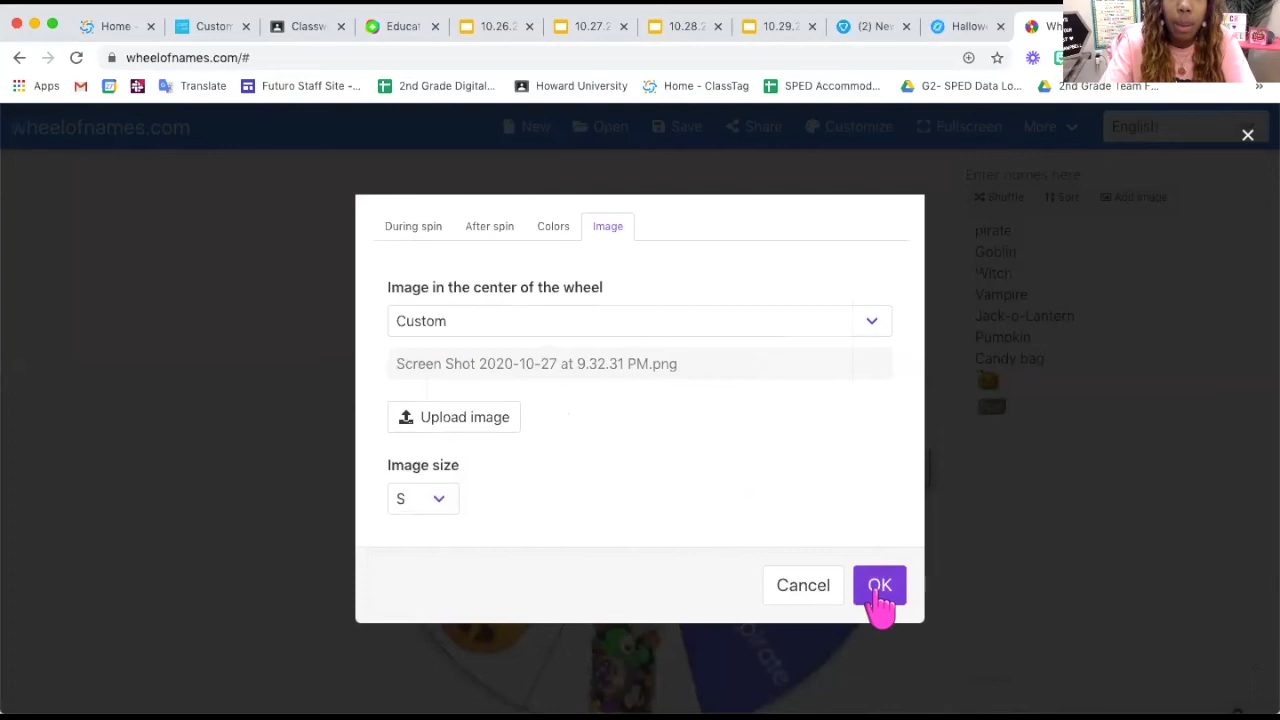 Home -
Custom
Classw
Edu
10.26.2
10.27.2
10.28.2
10.29.2
(2) Nev
Hallow
Wh
wheelofnames.com/#
Apps
Translate
Futuro Staff Site -...
2nd Grade Digital...
Howard University
Home - ClassTag
SPED Accommod...
G2- SPED Data Lo...
2nd Grade Team F...
»
wheelofnames.com
New
Open
Save
Share
Customize
Fullscreen
More
English
Enter names here
Shuffle
Sort
Add image
pirate
Goblin
Witch
Vampire
Jack-o-Lantern
Pumpkin
Candy bag
During spin
After spin
Colors
Image
Image in the center of the wheel
Custom
Screen Shot 2020-10-27 at 9.32.31 PM.png
Upload image
Image size
S
Cancel
OK
pirate